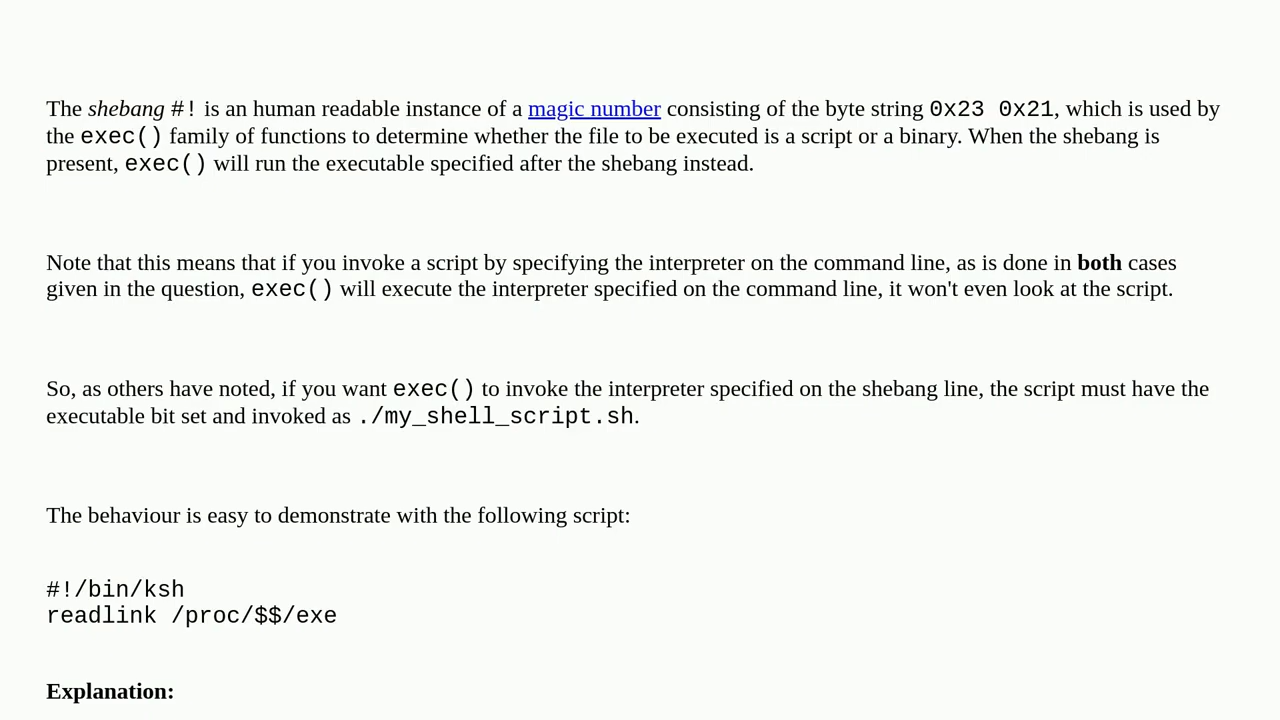 The shebang #! is an human readable instance of a magic number consisting of the byte string 0x23 0x21, which is used by
the exec() family of functions to determine whether the file to be executed is a script or a binary. When the shebang is
present, exec() will run the executable specified after the shebang instead.
Note that this means that if you invoke a script by specifying the interpreter on the command line, as is done in both cases
given in the question, exec() will execute the interpreter specified on the command line, it won't even look at the script.
So, as others have noted, if you want exec() to invoke the interpreter specified on the shebang line, the script must have the
executable bit set and invoked as ./my_shell_script.sh.
The behaviour is easy to demonstrate with the following script:
#!/bin/ksh
readlink /proc/$$/exe
Explanation: